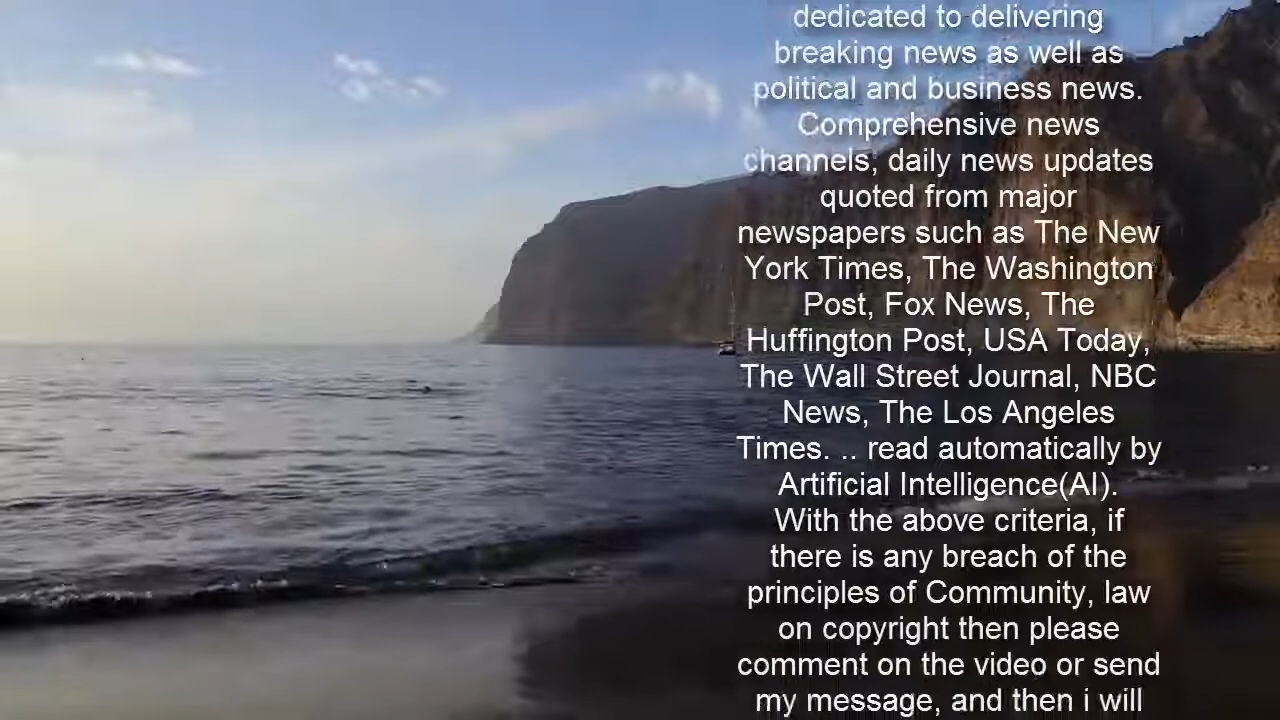 dedicated to delivering
breaking news as well as
political and business news.
Comprehensive news
channels, daily news updates
quoted from major
newspapers such as The New
York Times, The Washington
Post, Fox News, The
Huffington Post, USA Today,
The Wall Street Journal, NBC
News, The Los Angeles
Times. .. read automatically by
Artificial Intelligence(AI).
With the above criteria, if
there is any breach of the
principles of Community, law
on copyright then please
comment on the video or send
my message, and then i will